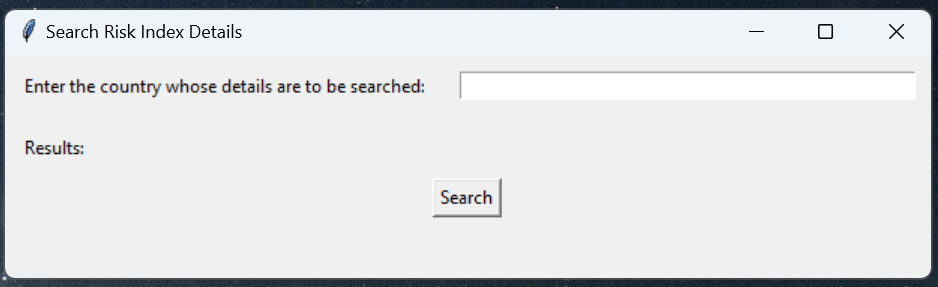 Search Risk Index Details
Enter the country whose details are to be searched:
Results:
Search